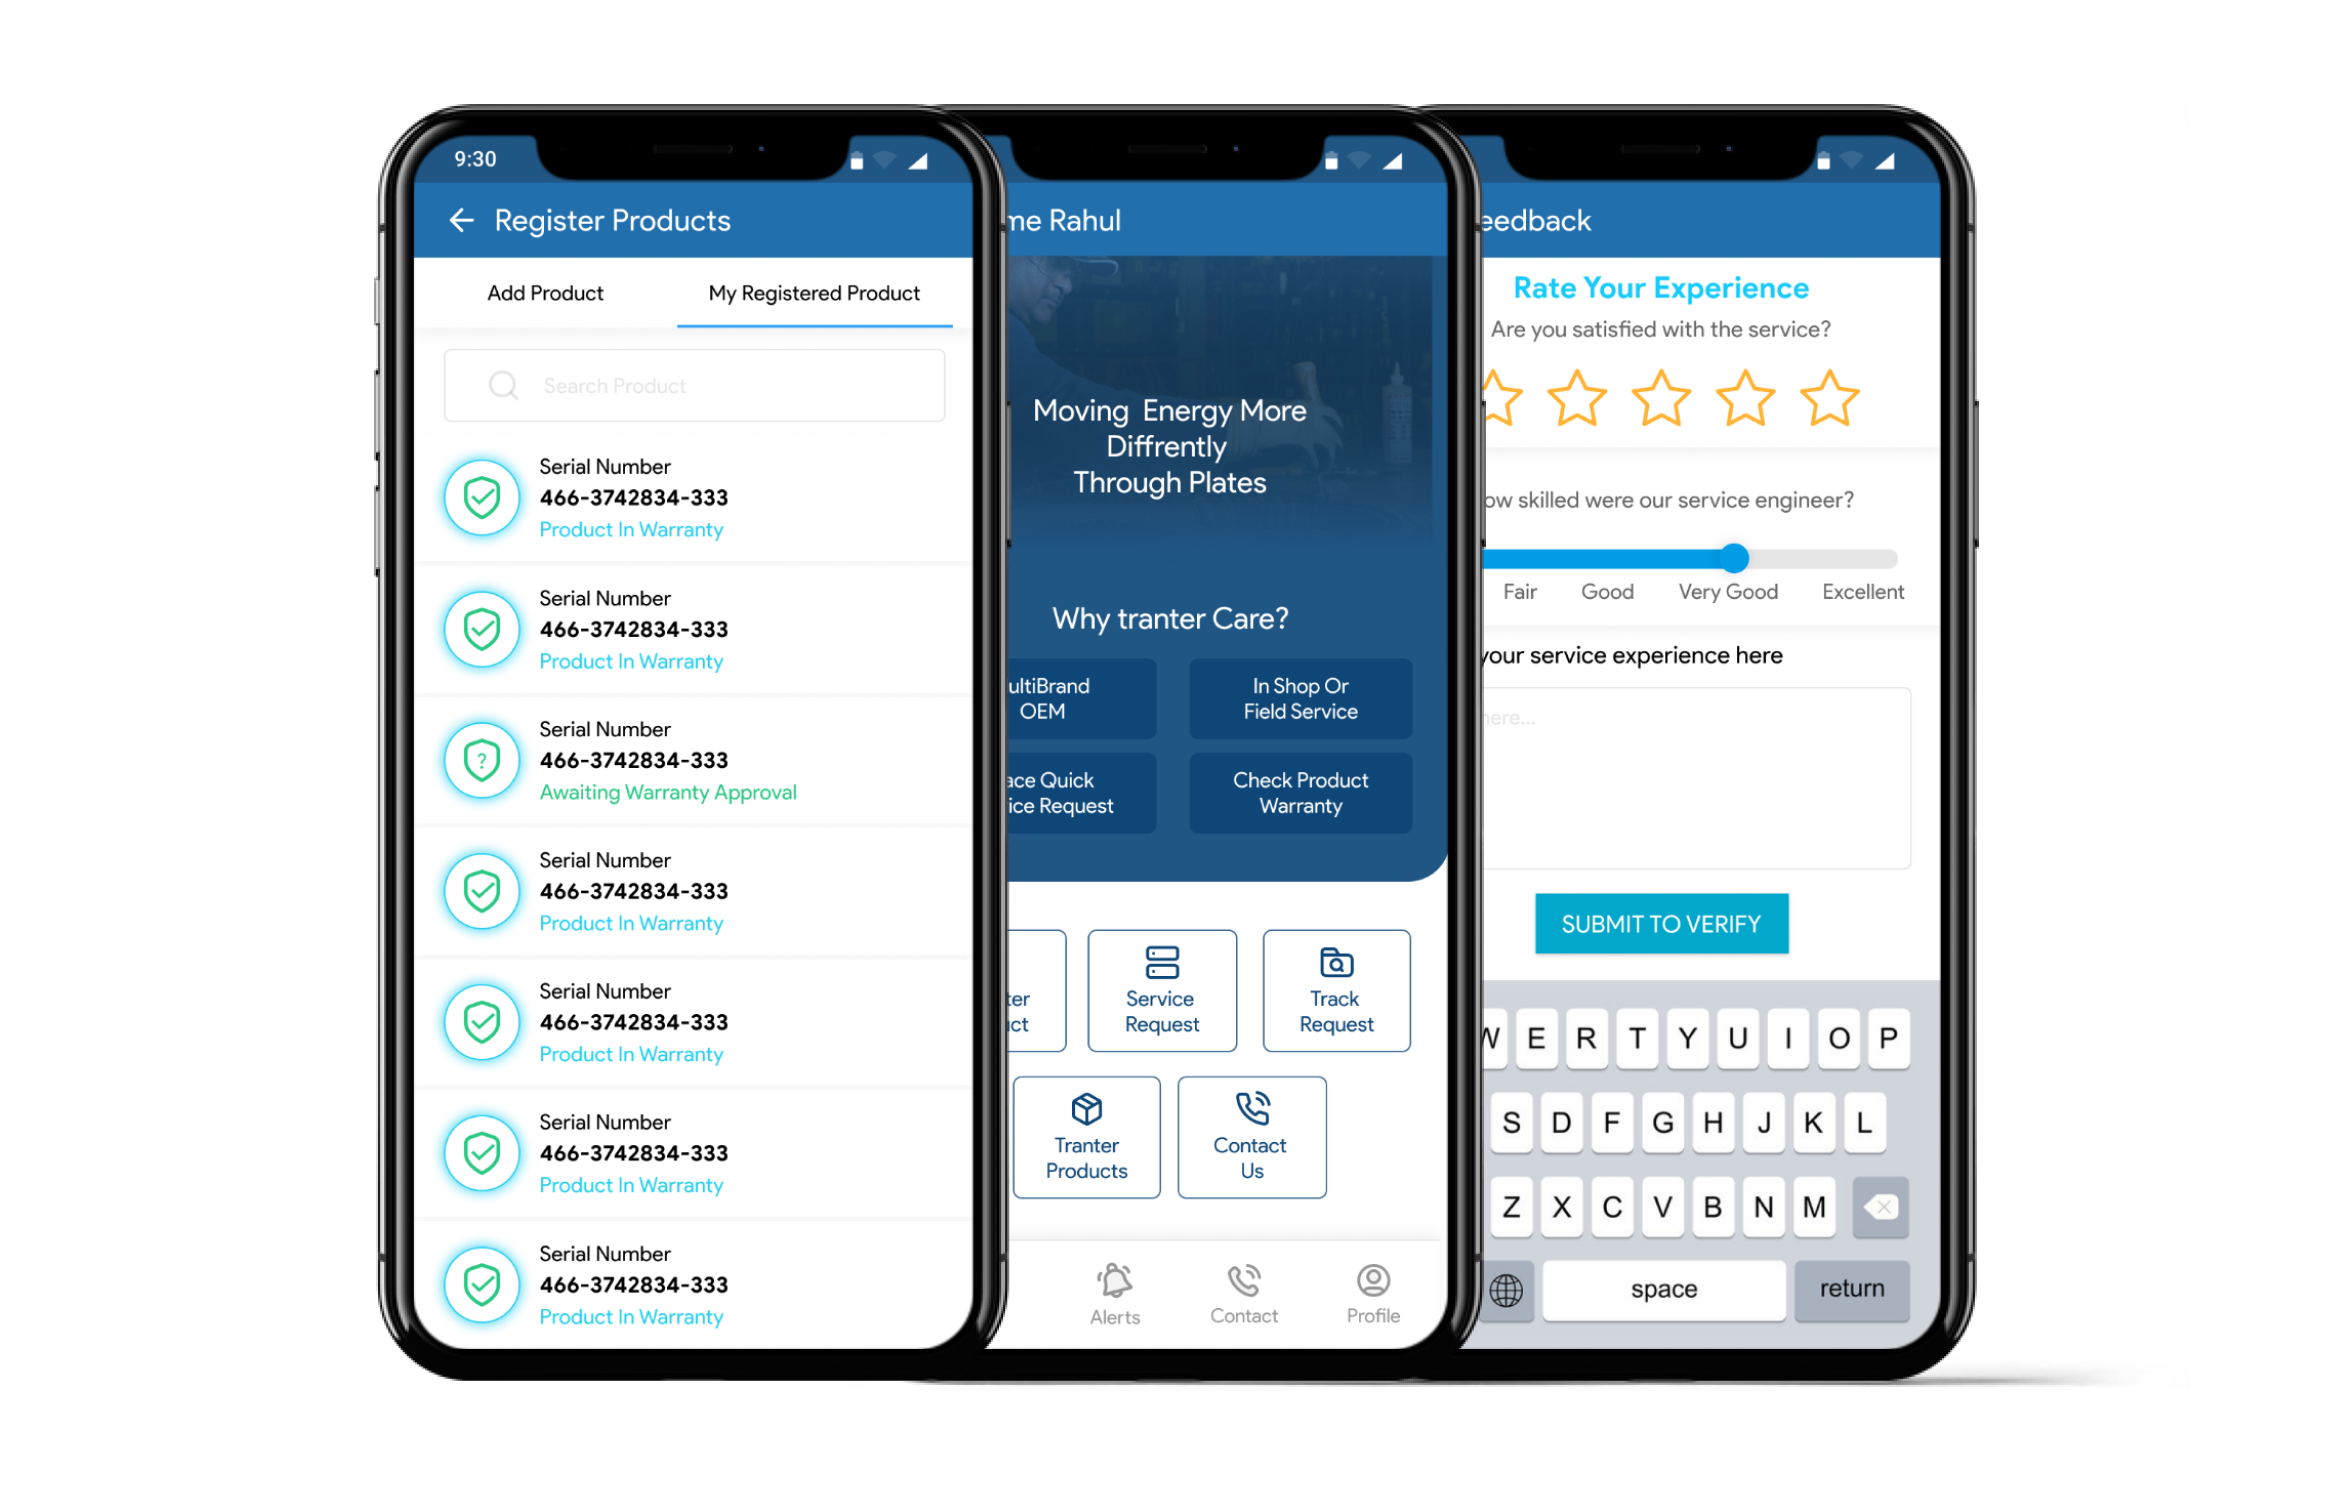 9:30
Register Products
Add Product
My Registered Product
Search Product
Serial Number
466-3742834-333
Product In Warranty
Serial Number
466-3742834-333
Product In Warranty
?
Serial Number
466-3742834-333
Awaiting Warranty Approval
Serial Number
466-3742834-333
Product In Warranty
Serial Number
466-3742834-333
Product In Warranty
Serial Number
466-3742834-333
Product In Warranty
Serial Number
466-3742834-333
Product In Warranty
me Rahul
Moving Energy More
Diffrently
Through Plates
Why tranter Care?
ultiBrand
OEM
In Shop Or
Field Service
ace Quick
ice Request
Check Product
Warranty
ter
ct
Service
Request
Track
Request
Tranter
Products
Contact
Us
Alerts
Contact
Profile
eedback
Rate Your Experience
Are you satisfied with the service?
ow skilled were our service engineer?
Fair Good Very Good Excellent
your service experience here
here...
SUBMIT TO VERIFY
W E R T Y U I O P
S D F G H J K L
Z X C V B N M
space return